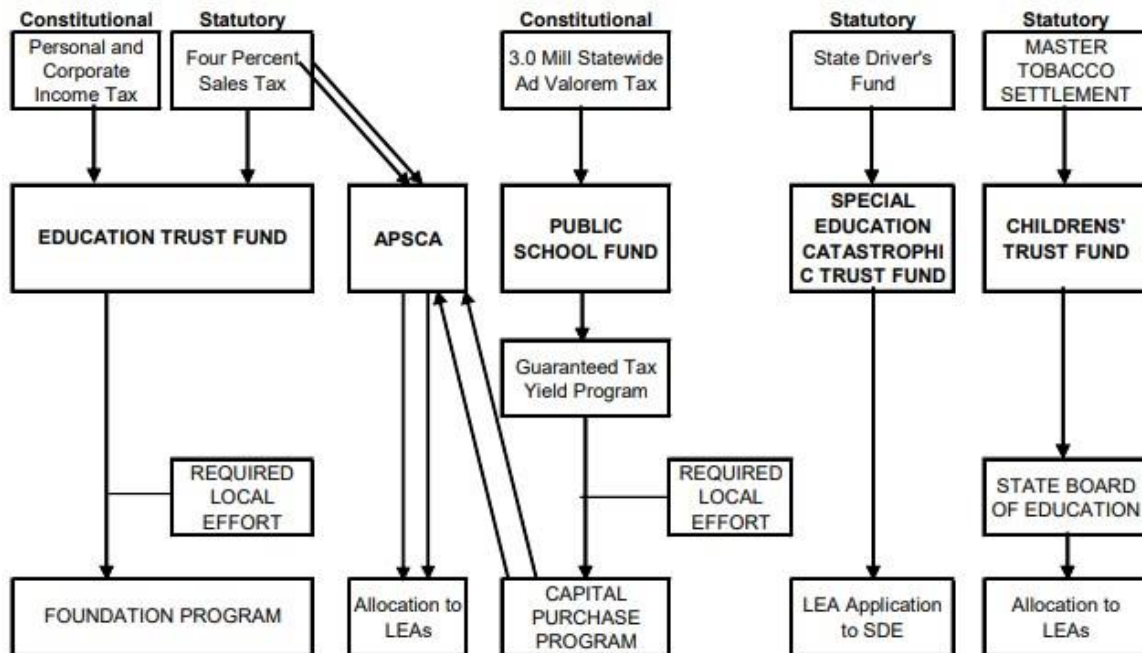 Constitutional
Personal and
Corporate
Income Tax
Statutory
Four Percent
Sales Tax
Constitutional
3.0 Mill Statewide
Ad Valorem Tax
Statutory
State Driver's
Fund
Statutory
MASTER
TOBACCO
SETTLEMENT
EDUCATION TRUST FUND
APSCA
PUBLIC
SCHOOL FUND
SPECIAL
EDUCATION
CATASTROPHI
C TRUST FUND
CHILDRENS'
TRUST FUND
Guaranteed Tax
Yield Program
REQUIRED
LOCAL
EFFORT
REQUIRED
LOCAL
EFFORT
STATE BOARD
OF EDUCATION
FOUNDATION PROGRAM
Allocation to
LEAs
CAPITAL
PURCHASE
PROGRAM
LEA Application
to SDE
Allocation to
LEAs